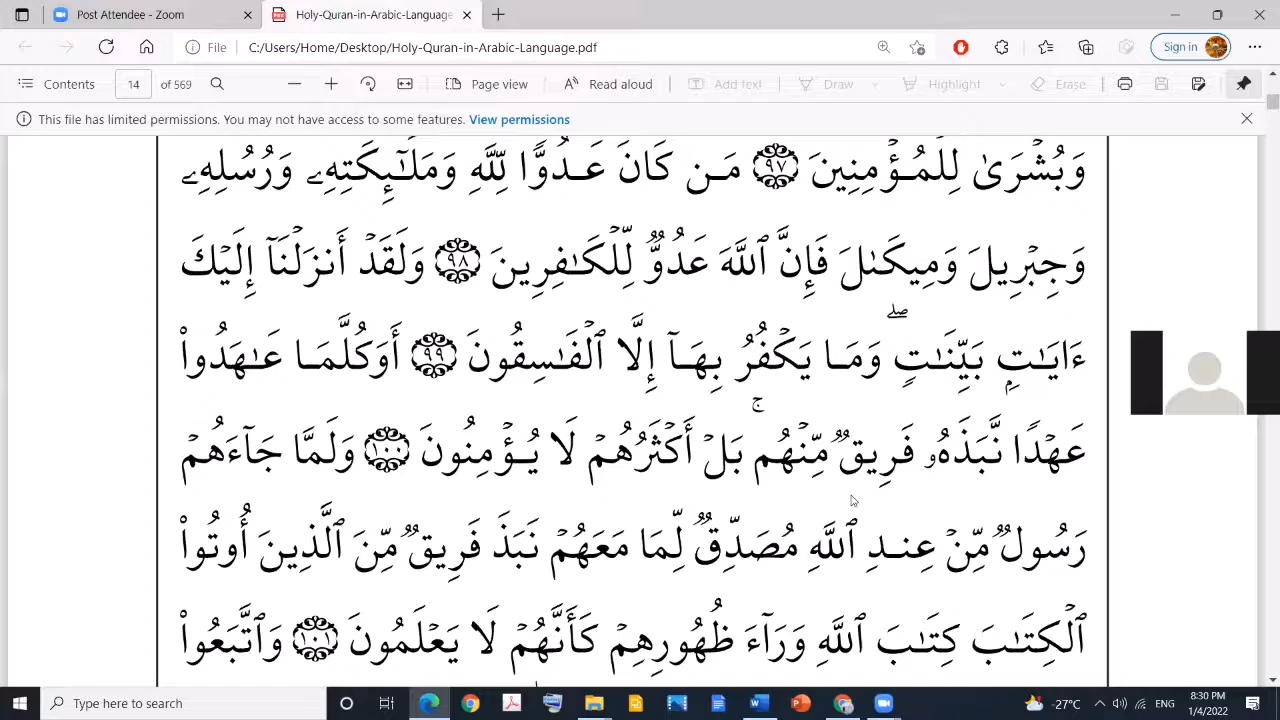 Post Attendee - Zoom
Holy-Quran-in-Arabic-Language.
File C:/Users/Home/Desktop/Holy-Quran-in-Arabic-Language.pdf Sign in
Contents 14 of 569 Page view Read aloud Add text Draw Highlight Erase
This file has limited permissions. You may not have access to some features. View permissions
وَبُشْرَىٰ لِلْمُؤْمِنِينَ ٩٧ مَن كَانَ عَدُوًّا لِّلَّهِ وَمَلَٰٓئِكَتِهِۦ وَرُسُلِهِۦ
وَجِبْرِيلَ وَمِيكَىٰلَ فَإِنَّ ٱللَّهَ عَدُوٌّ لِّلْكَٰفِرِينَ ٩٨ وَلَقَدْ أَنزَلْنَآ إِلَيْكَ
ءَايَٰتٍۭ بَيِّنَٰتٍ ۖ وَمَا يَكْفُرُ بِهَآ إِلَّا ٱلْفَٰسِقُونَ ٩٩ أَوَكُلَّمَا عَٰهَدُوا۟
عَهْدًا نَّبَذَهُۥ فَرِيقٌ مِّنْهُم ۚ بَلْ أَكْثَرُهُمْ لَا يُؤْمِنُونَ ١٠٠ وَلَمَّا جَآءَهُمْ
رَسُولٌ مِّنْ عِندِ ٱللَّهِ مُصَدِّقٌ لِّمَا مَعَهُمْ نَبَذَ فَرِيقٌ مِّنَ ٱلَّذِينَ أُوتُوا۟
ٱلْكِتَٰبَ كِتَٰبَ ٱللَّهِ وَرَآءَ ظُهُورِهِمْ كَأَنَّهُمْ لَا يَعْلَمُونَ ١٠١ وَٱتَّبَعُوا۟
Type here to search -27°C ENG 8:30 PM
1/4/2022